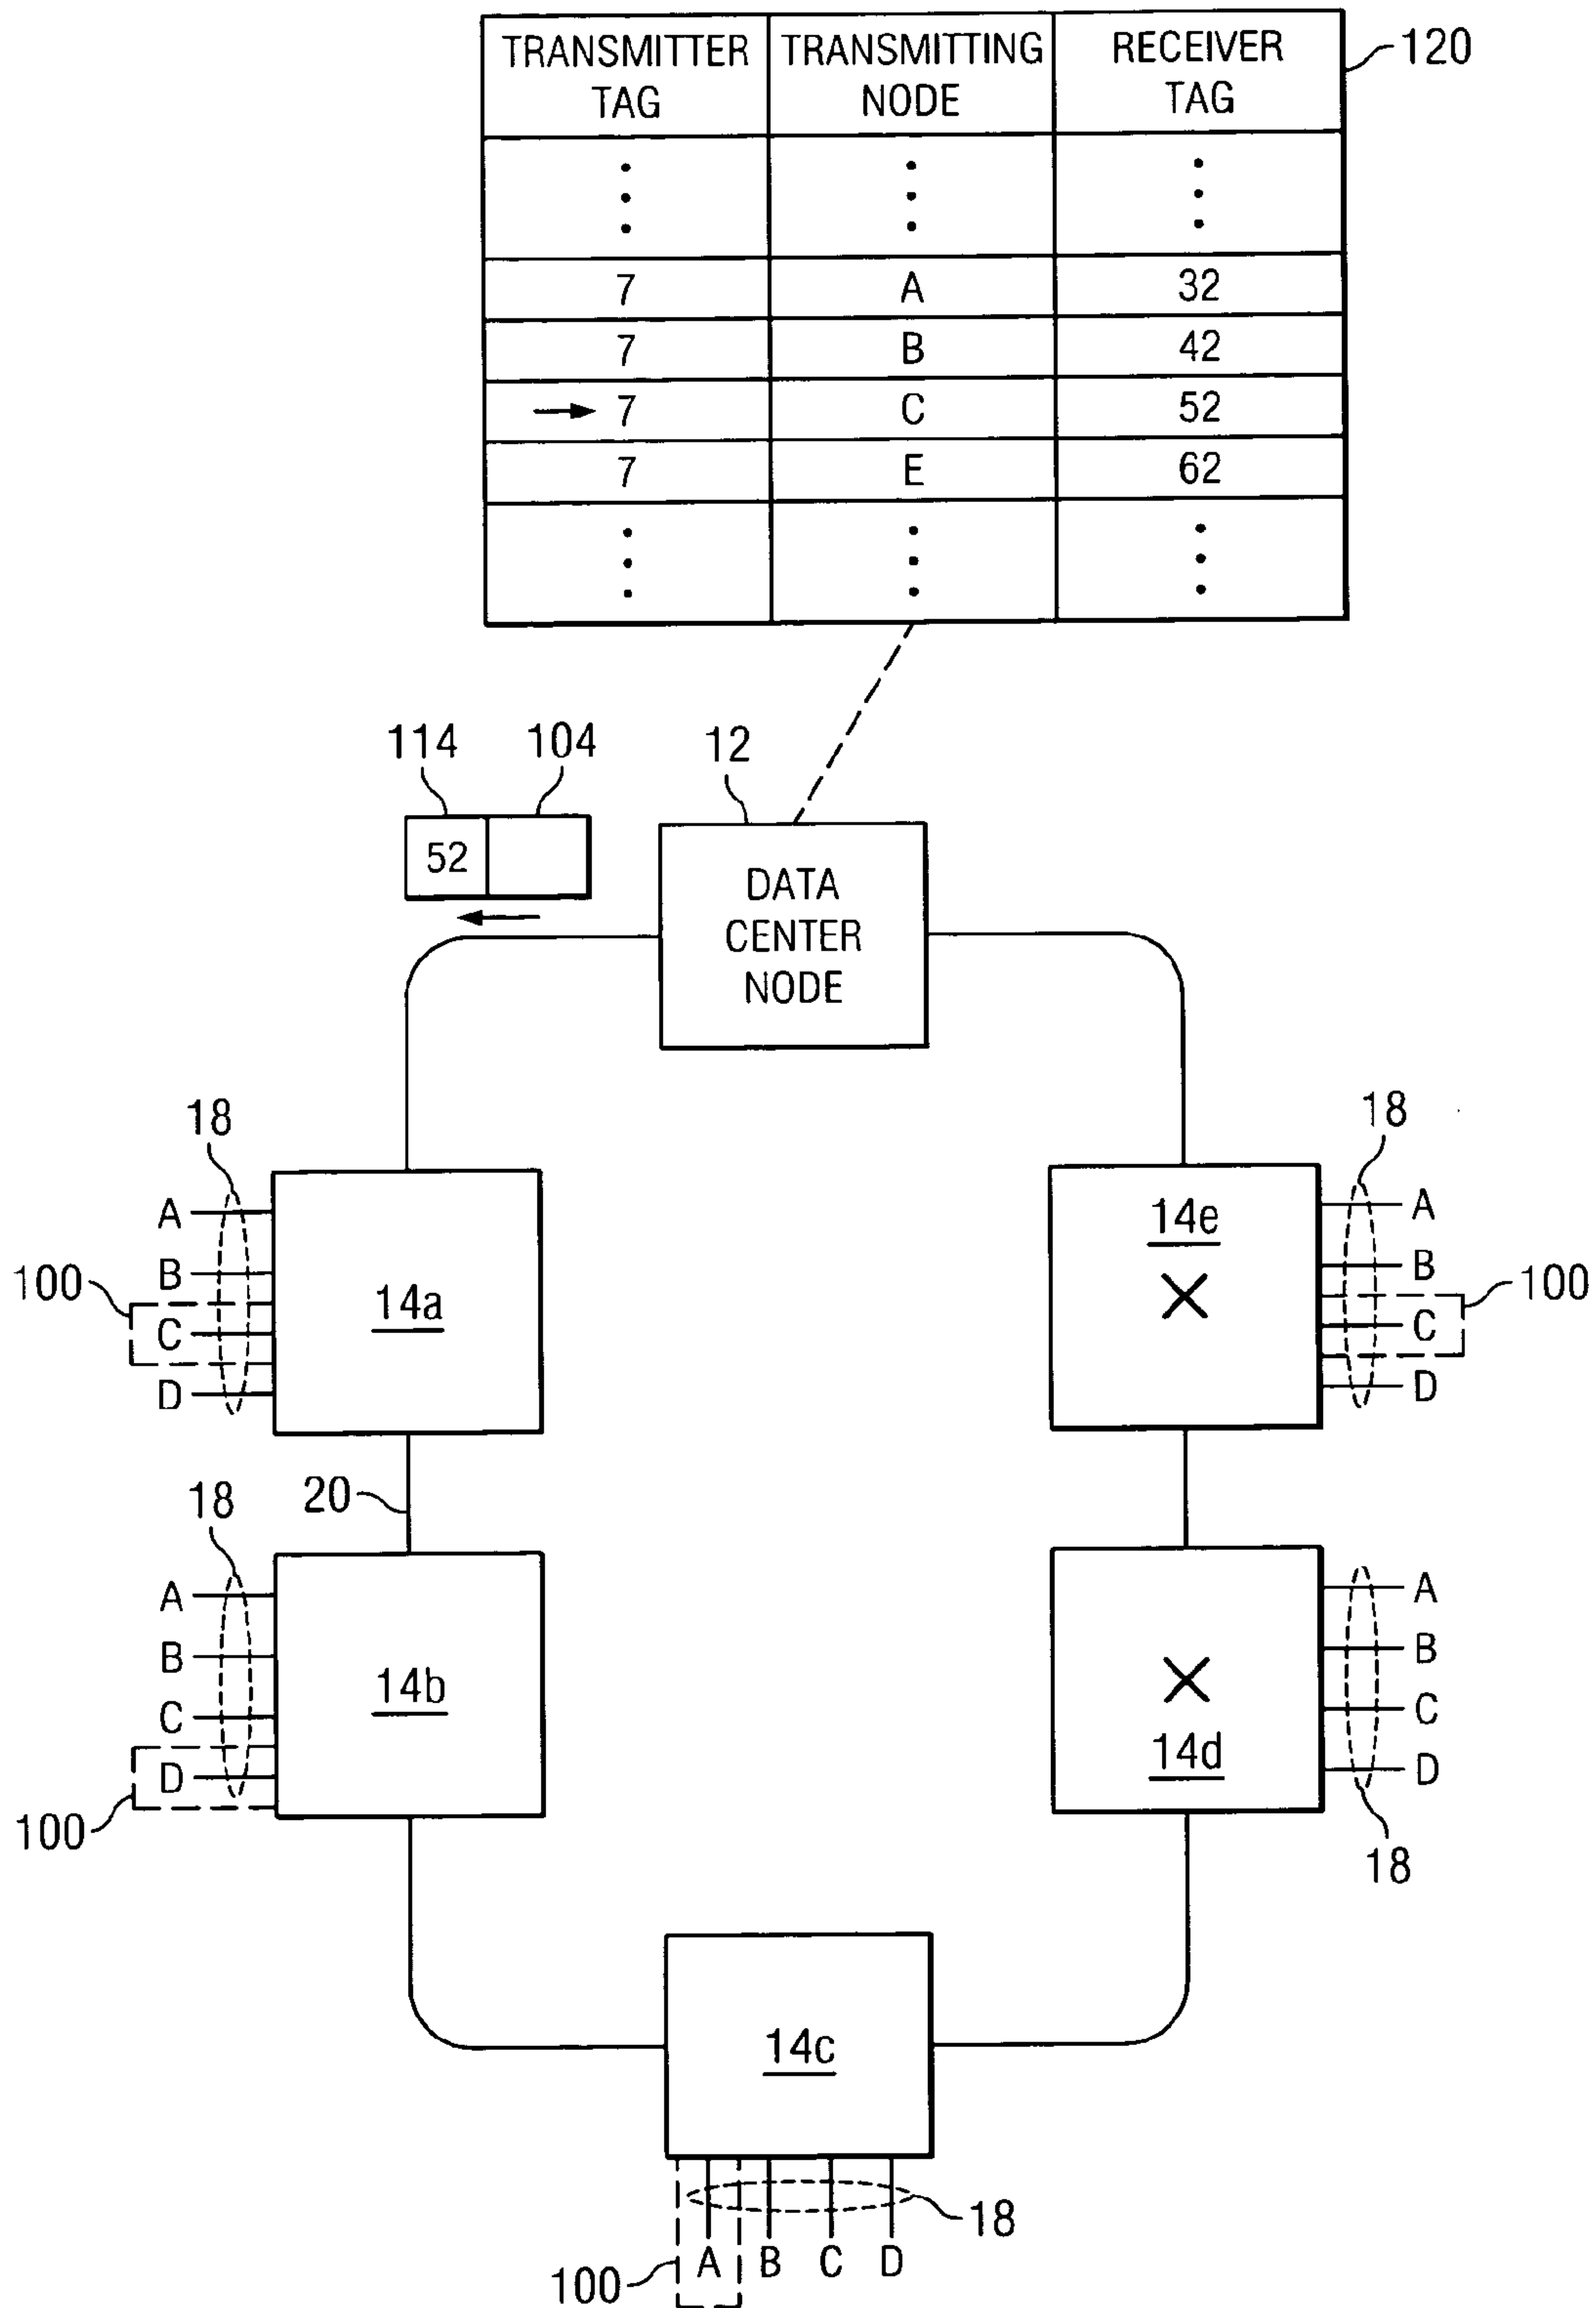 TRANSMITTER TAG TRANSMITTING NODE RECEIVER TAG
120
7 A 32
7 B 42
7 C 52
7 E 62
114 104 12
52
DATA
CENTER
NODE
18
A
B
100
C
D
14a
18
14e
A
B
100
C
D
20
18
A
B
C
D
100
14b
A
B
C
D
14d
18
14c
18
100
A B C D